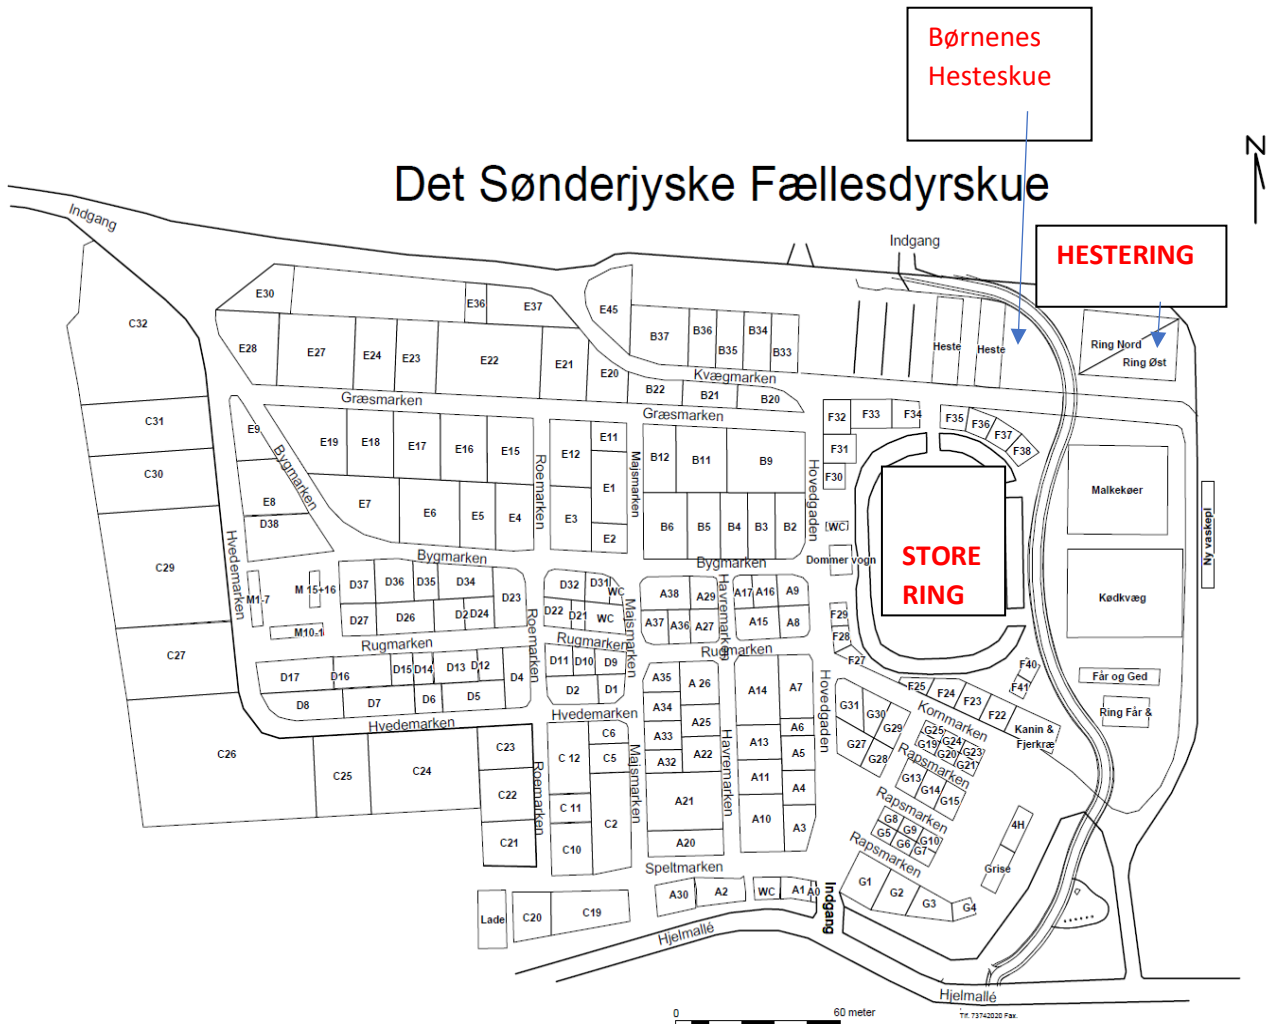 Børnenes
Hesteskue
N
Det Sønderjyske Fællesdyrskue
Indgang
Indgang
HESTERING
E30
E36
E37
E45
C32
E28
E27
E24
E23
E22
E21
E20
B37
B36
B35
B34
B33
Heste
Heste
Ring Nord
Ring Øst
Kvægmarken
B22
B21
B20
Græsmarken
Græsmarken
F32
F33
F34
F35
F36
F37
F38
C31
E9
E19
E18
E17
E16
E15
Roemarken
E12
E11
Majsmarken
B12
B11
B9
Hovedgaden
F31
F30
C30
Bygmarken
E8
E7
E6
E5
E4
E3
E1
E2
B6
B5
B4
B3
B2
WC
Malkekøer
Ny vaskepl
D38
Hvedemarken
Bygmarken
Bygmarken
Dommer vogn
STORE
RING
C29
M1-7
M 15+16
M10-1
D37
D36
D35
D34
D23
D27
D26
D2
D24
D32
D31
WC
D22
D21
WC
Majsmarken
A38
A29
Havremarken
A17
A16
A9
A37
A36
A27
A15
A8
F29
F28
F27
Kødkvæg
C27
Rugmarken
Roemarken
Rugmarken
Rugmarken
D17
D16
D15
D14
D13
D12
D4
D11
D10
D9
D8
D7
D6
D5
D2
D1
A35
A 26
A14
A7
Hovedgaden
F25
F24
F23
F22
F40
F41
Får og Ged
Ring Får &
Kanin &
Fjerkræ
Hvedemarken
Hvedemarken
A34
A25
A6
G31
G30
G29
Kornmarken
C26
C25
C24
C23
C22
C21
Roemarken
C 12
C6
C5
Majsmarken
A33
A32
A22
Havremarken
A13
A5
G27
G28
G25
G24
G23
G19
G20
G21
Rapsmarken
C 11
C10
C2
A21
A20
A11
A4
A10
A3
G13
G14
G15
Rapsmarken
G8
G9
G10
G5
G6
G7
Rapsmarken
4H
Grise
Speltmarken
Lade
C20
C19
A30
A2
WC
A1
A0
Indgang
G1
G2
G3
G4
Hjelmallé
Hjelmallé
0
60 meter
Tlf. 73742020 Fax.